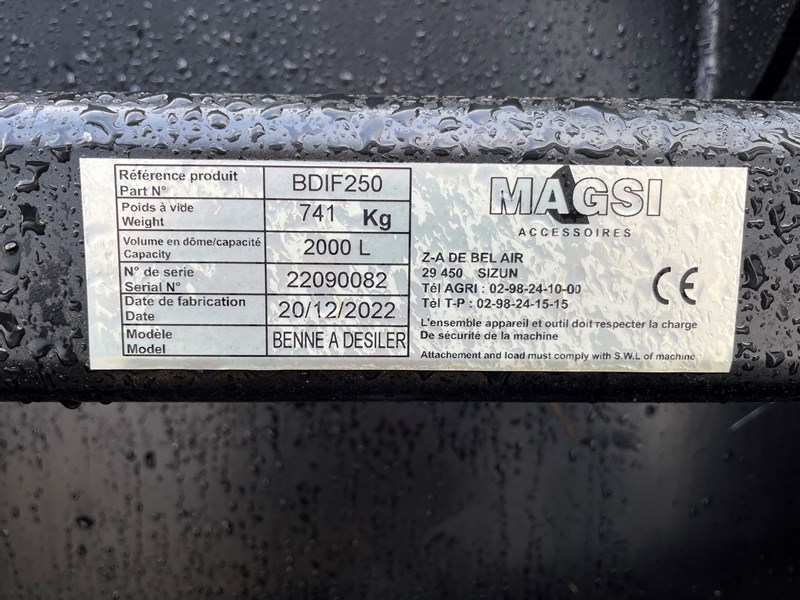 Référence produit
Part N°
BDIF250
Poids à vide
Weight
741 Kg
Volume en dôme/capacité
Capacity
2000 L
N° de serie
Serial N°
22090082
Date de fabrication
Date
20/12/2022
Modèle
Model
BENNE A DESILER
MAGSI
ACCESSOIRES
Z-A DE BEL AIR
29 450 SIZUN
Tél AGRI : 02-98-24-10-00
Tél T-P : 02-98-24-15-15
CE
L'ensemble appareil et outil doit respecter la charge
De sécurité de la machine
Attachement and load must comply with S.W.L of machine